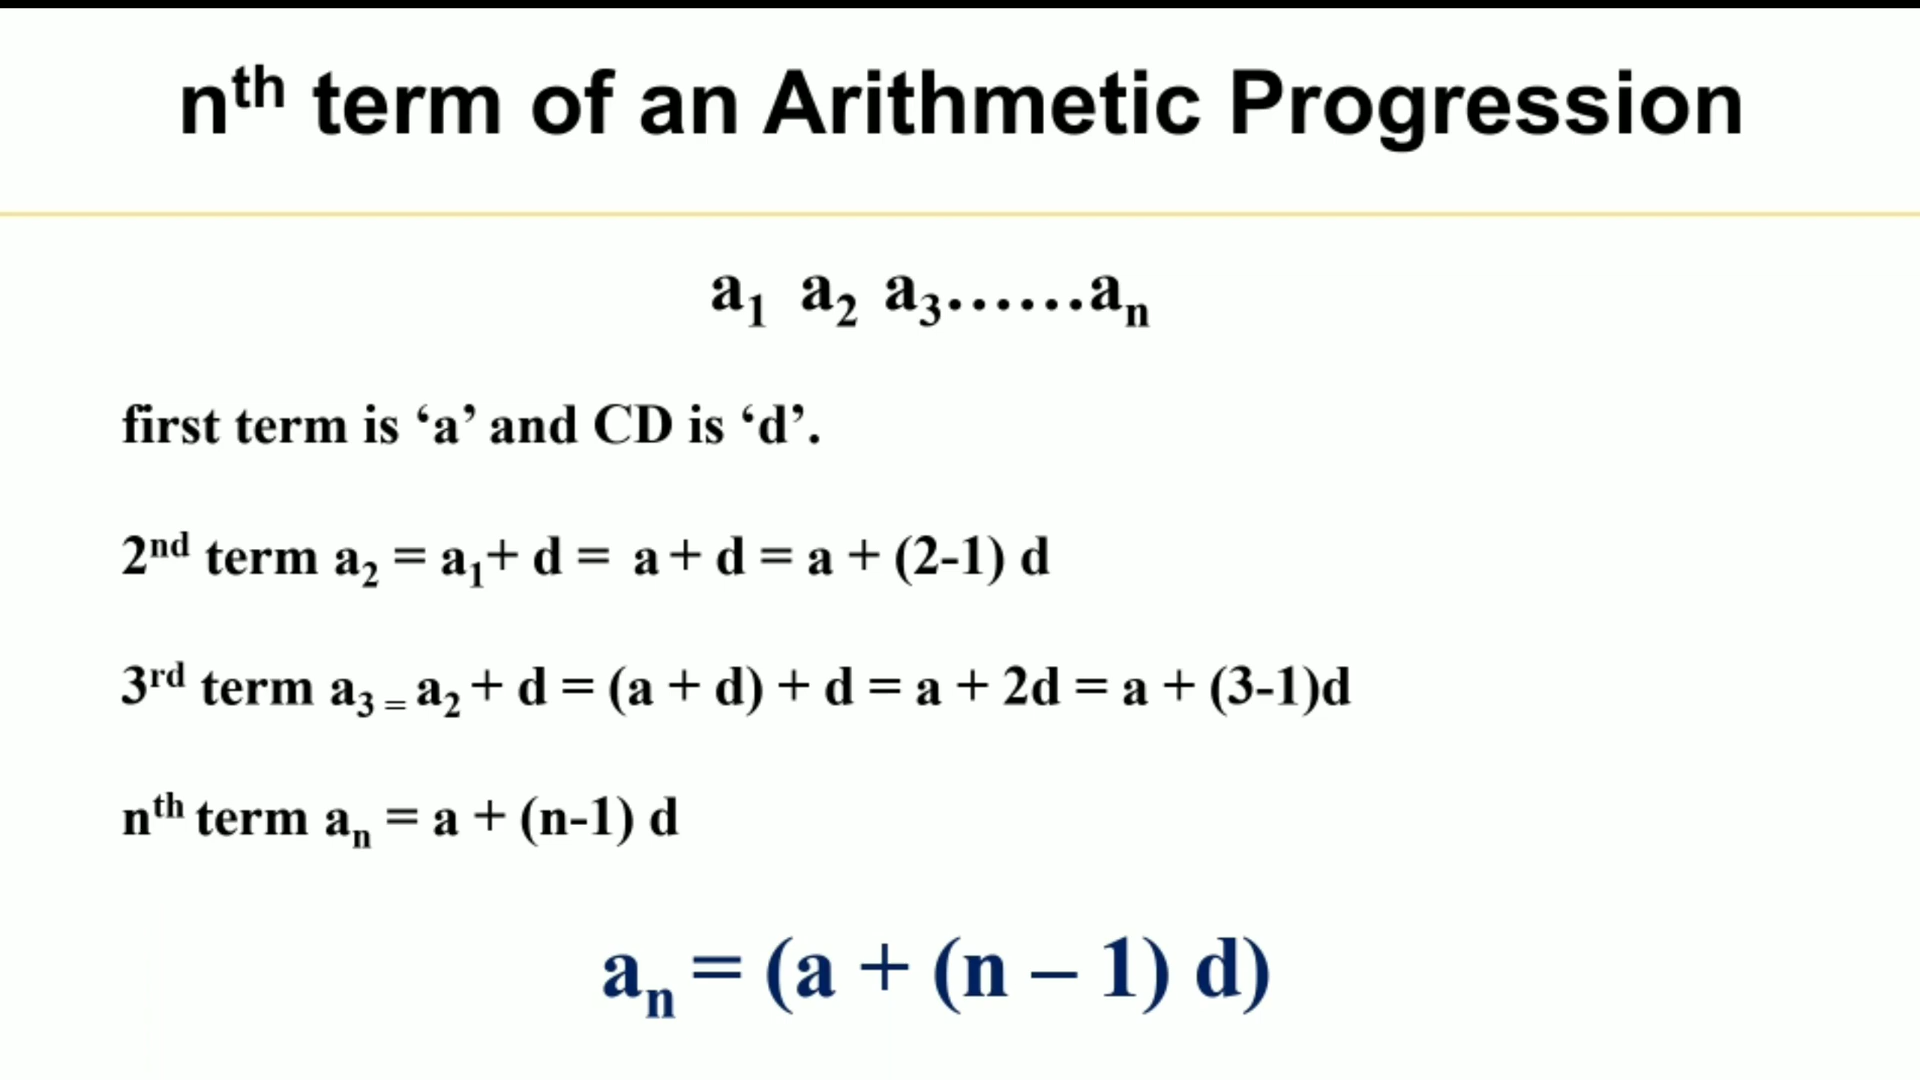 nᵗʰ term of an Arithmetic Progression
a₁ a₂ a₃......aₙ
first term is ‘a’ and CD is ‘d’.
2ⁿᵈ term a₂ = a₁+ d = a + d = a + (2-1) d
3ʳᵈ term a₃ = a₂ + d = (a + d) + d = a + 2d = a + (3-1)d
nᵗʰ term aₙ = a + (n-1) d
aₙ = (a + (n – 1) d)